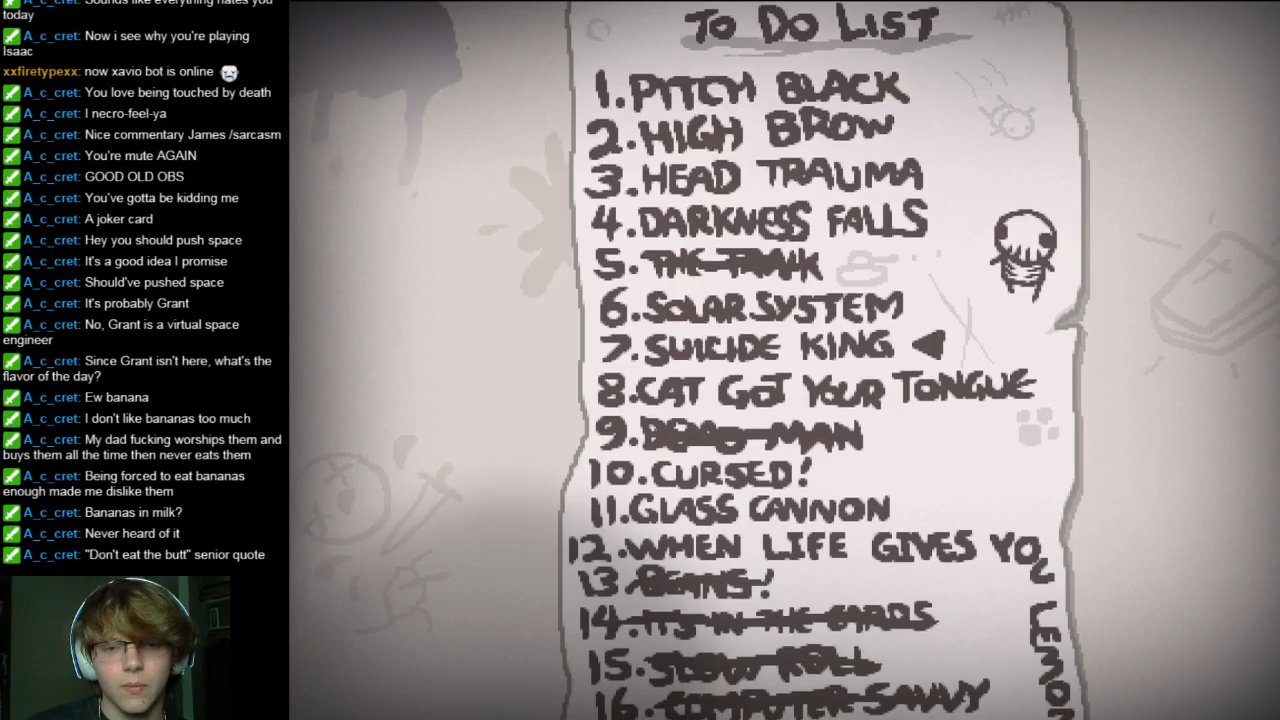 Sounds like everything hates you
today
A_c_cret: Now i see why you're playing
Isaac
xxfiretypexx: now xavio bot is online
A_c_cret: You love being touched by death
A_c_cret: I necro-feel-ya
A_c_cret: Nice commentary James /sarcasm
A_c_cret: You're mute AGAIN
A_c_cret: GOOD OLD OBS
A_c_cret: You've gotta be kidding me
A_c_cret: A joker card
A_c_cret: Hey you should push space
A_c_cret: It's a good idea I promise
A_c_cret: Should've pushed space
A_c_cret: It's probably Grant
A_c_cret: No, Grant is a virtual space
engineer
A_c_cret: Since Grant isn't here, what's the
flavor of the day?
A_c_cret: Ew banana
A_c_cret: I don't like bananas too much
A_c_cret: My dad fucking worships them and
buys them all the time then never eats them
A_c_cret: Being forced to eat bananas
enough made me dislike them
A_c_cret: Bananas in milk?
A_c_cret: Never heard of it
A_c_cret: "Don't eat the butt" senior quote
TO DO LIST
1. PITCH BLACK
2. HIGH BROW
3. HEAD TRAUMA
4. DARKNESS FALLS
5. THE TANK
6. SOLAR SYSTEM
7. SUICIDE KING
8. CAT GOT YOUR TONGUE
9. DEMO MAN
10. CURSED!
11. GLASS CANNON
12. WHEN LIFE GIVES YOU LEMON
13 BEANS!
14. IT'S IN THE CARDS
15. SLOW ROLL
16. COMPUTER SAVVY